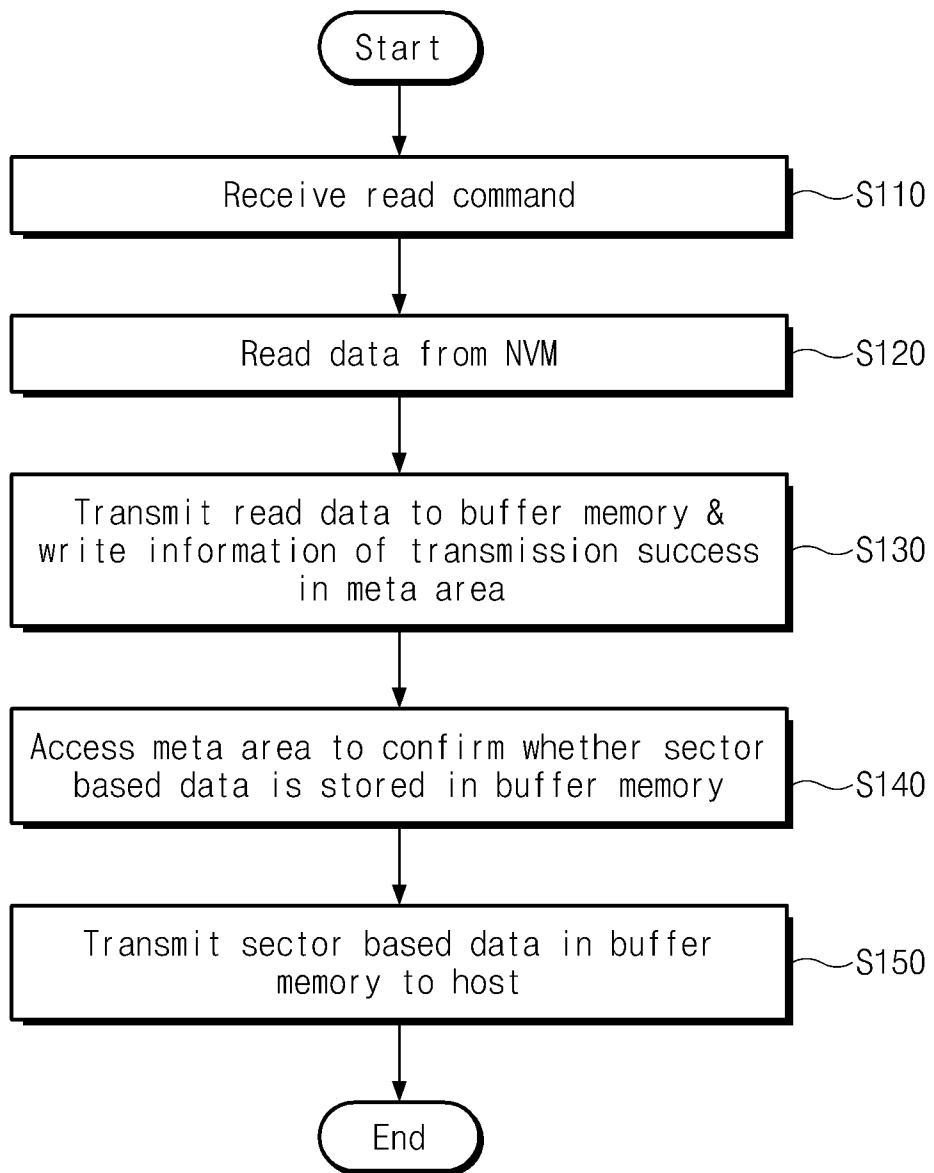 Start
Receive read command
S110
Read data from NVM
S120
Transmit read data to buffer memory &
write information of transmission success
in meta area
S130
Access meta area to confirm whether sector
based data is stored in buffer memory
S140
Transmit sector based data in buffer
memory to host
S150
End